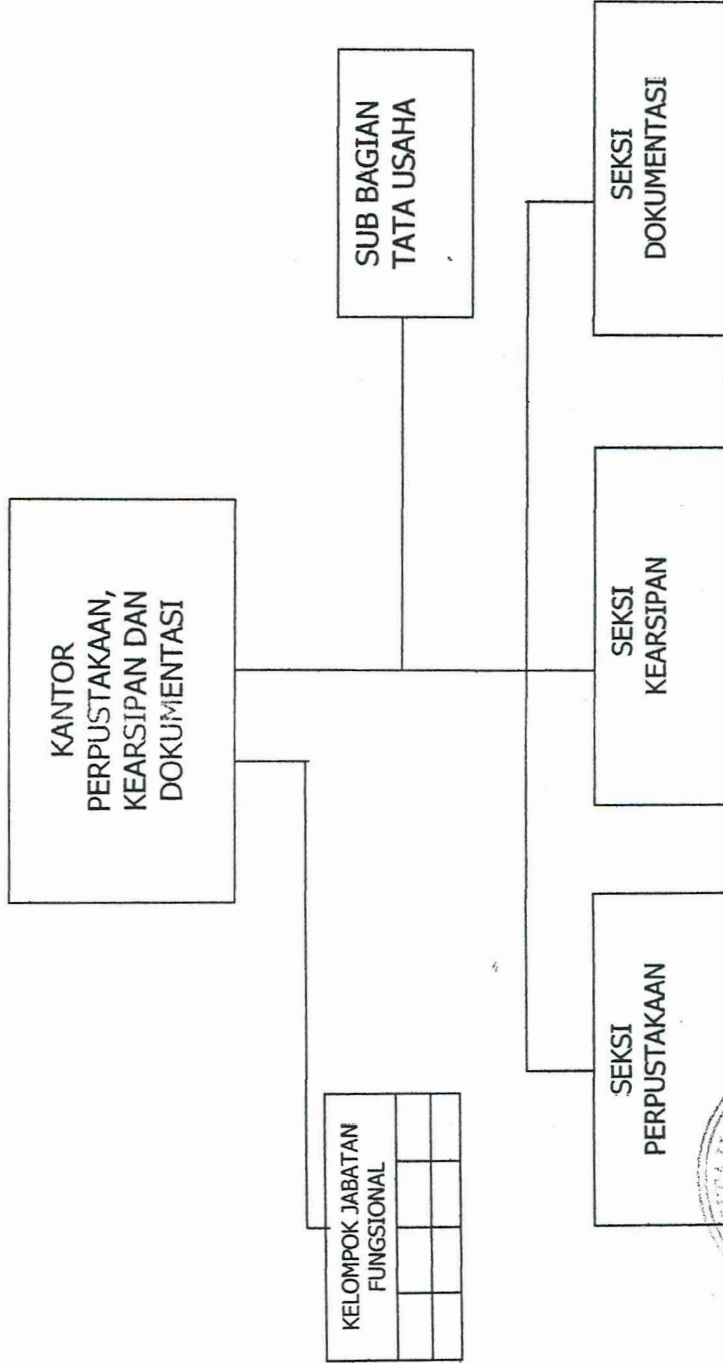 KANTOR
PERPUSTAKAAN,
KEARSIPAN DAN
DOKUMENTASI
SUB BAGIAN
TATA USAHA
KELOMPOK JABATAN
FUNGSIONAL
SEKSI
PERPUSTAKAAN
SEKSI
KEARSIPAN
SEKSI
DOKUMENTASI